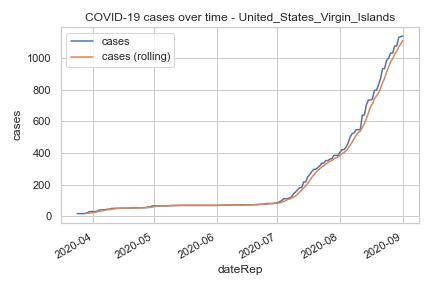 COVID-19 cases over time - United_States_Virgin_Islands
cases
cases (rolling)
cases
1000
800
600
400
200
0
2020-04
2020-05
2020-06
2020-07
2020-08
2020-09
dateRep